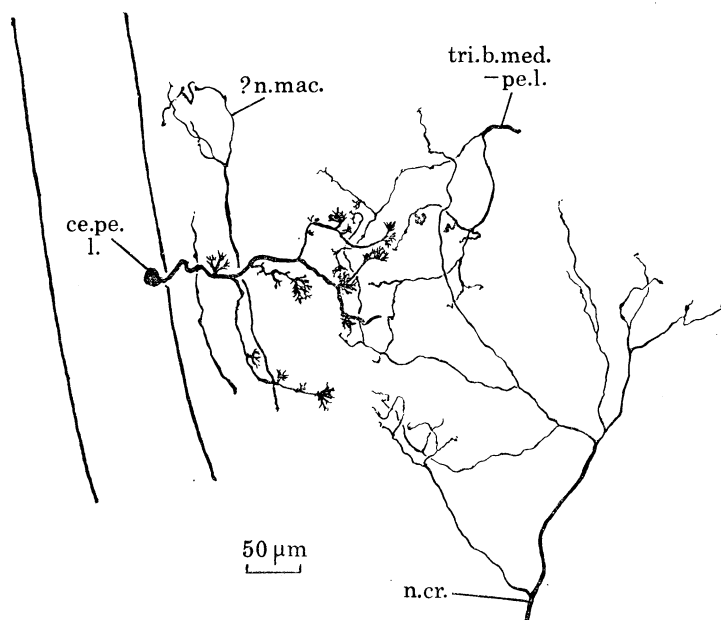 tri.b.med.
–pe.l.
?n.mac.
ce.pe.
l.
50 μm
n.cr.